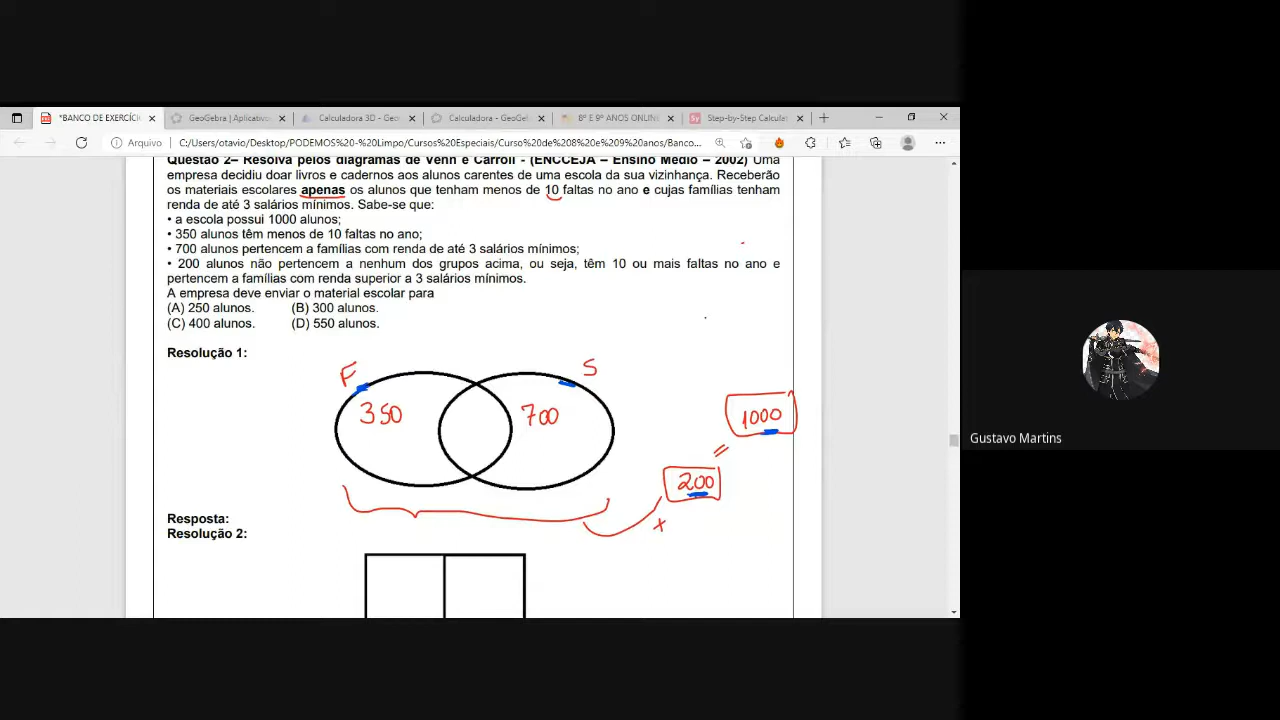 *BANCO DE EXERCÍCI
GeoGebra | Aplicativo
Calculadora 3D - Geo
Calculadora - GeoGel
8º E 9º ANOS ONLINE
Step-by-Step Calculat
Arquivo | C:/Users/otavio/Desktop/PODEMOS%20-%20Limpo/Cursos%20Especiais/Curso%20de%208%20e%209%20anos/Banco...
Questão 2– Resolva pelos diagramas de Venn e Carroll - (ENCCEJA – Ensino Médio – 2002) Uma
empresa decidiu doar livros e cadernos aos alunos carentes de uma escola da sua vizinhança. Receberão
os materiais escolares apenas os alunos que tenham menos de 10 faltas no ano e cujas famílias tenham
renda de até 3 salários mínimos. Sabe-se que:
• a escola possui 1000 alunos;
• 350 alunos têm menos de 10 faltas no ano;
• 700 alunos pertencem a famílias com renda de até 3 salários mínimos;
• 200 alunos não pertencem a nenhum dos grupos acima, ou seja, têm 10 ou mais faltas no ano e
pertencem a famílias com renda superior a 3 salários mínimos.
A empresa deve enviar o material escolar para
(A) 250 alunos. (B) 300 alunos.
(C) 400 alunos. (D) 550 alunos.
Resolução 1:
F S
350 700 1000
=
200
+
Resposta:
Resolução 2:
Gustavo Martins